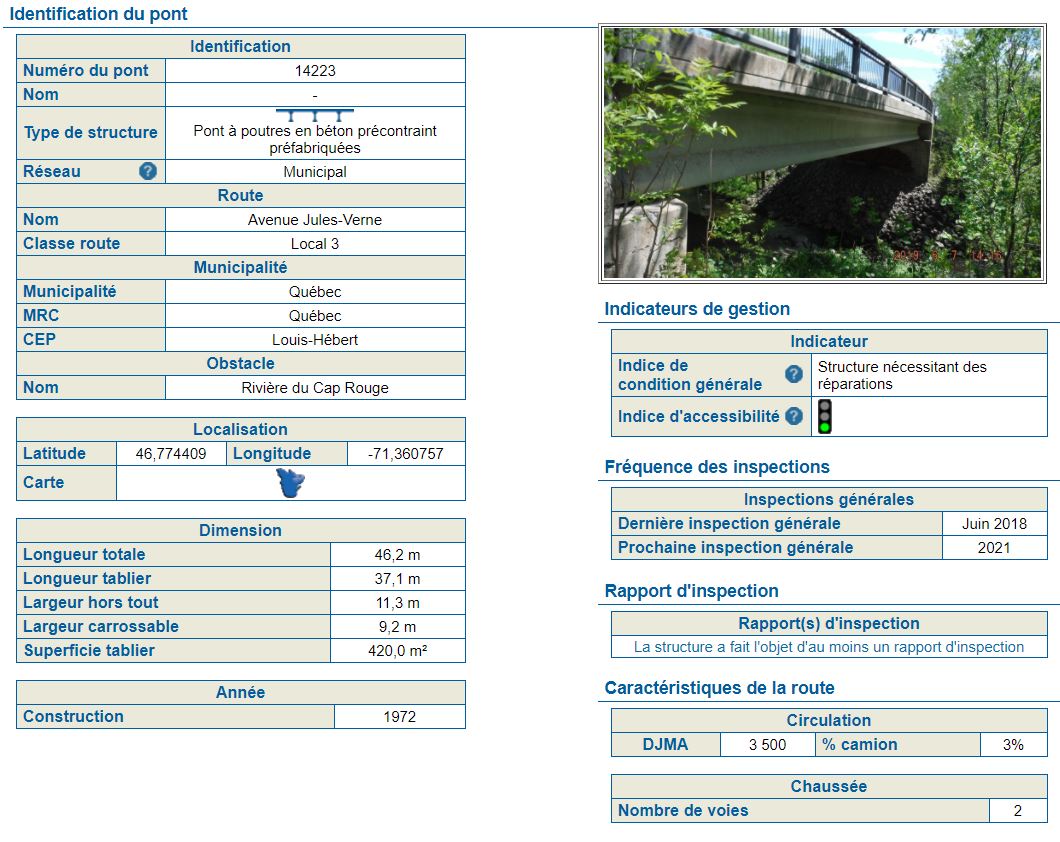 Identification du pont
Identification
Numéro du pont 14223
Nom -
Type de structure Pont à poutres en béton précontraint
préfabriquées
Réseau ? Municipal
Route
Nom Avenue Jules-Verne
Classe route Local 3
Municipalité
Municipalité Québec
MRC Québec
CEP Louis-Hébert
Obstacle
Nom Rivière du Cap Rouge
Localisation
Latitude 46,774409 Longitude -71,360757
Carte
Dimension
Longueur totale 46,2 m
Longueur tablier 37,1 m
Largeur hors tout 11,3 m
Largeur carrossable 9,2 m
Superficie tablier 420,0 m²
Année
Construction 1972
Indicateurs de gestion
Indicateur
Indice de
condition générale ? Structure nécessitant des
réparations
Indice d'accessibilité ?
Fréquence des inspections
Inspections générales
Dernière inspection générale Juin 2018
Prochaine inspection générale 2021
Rapport d'inspection
Rapport(s) d'inspection
La structure a fait l'objet d'au moins un rapport d'inspection
Caractéristiques de la route
Circulation
DJMA 3 500 % camion 3%
Chaussée
Nombre de voies 2